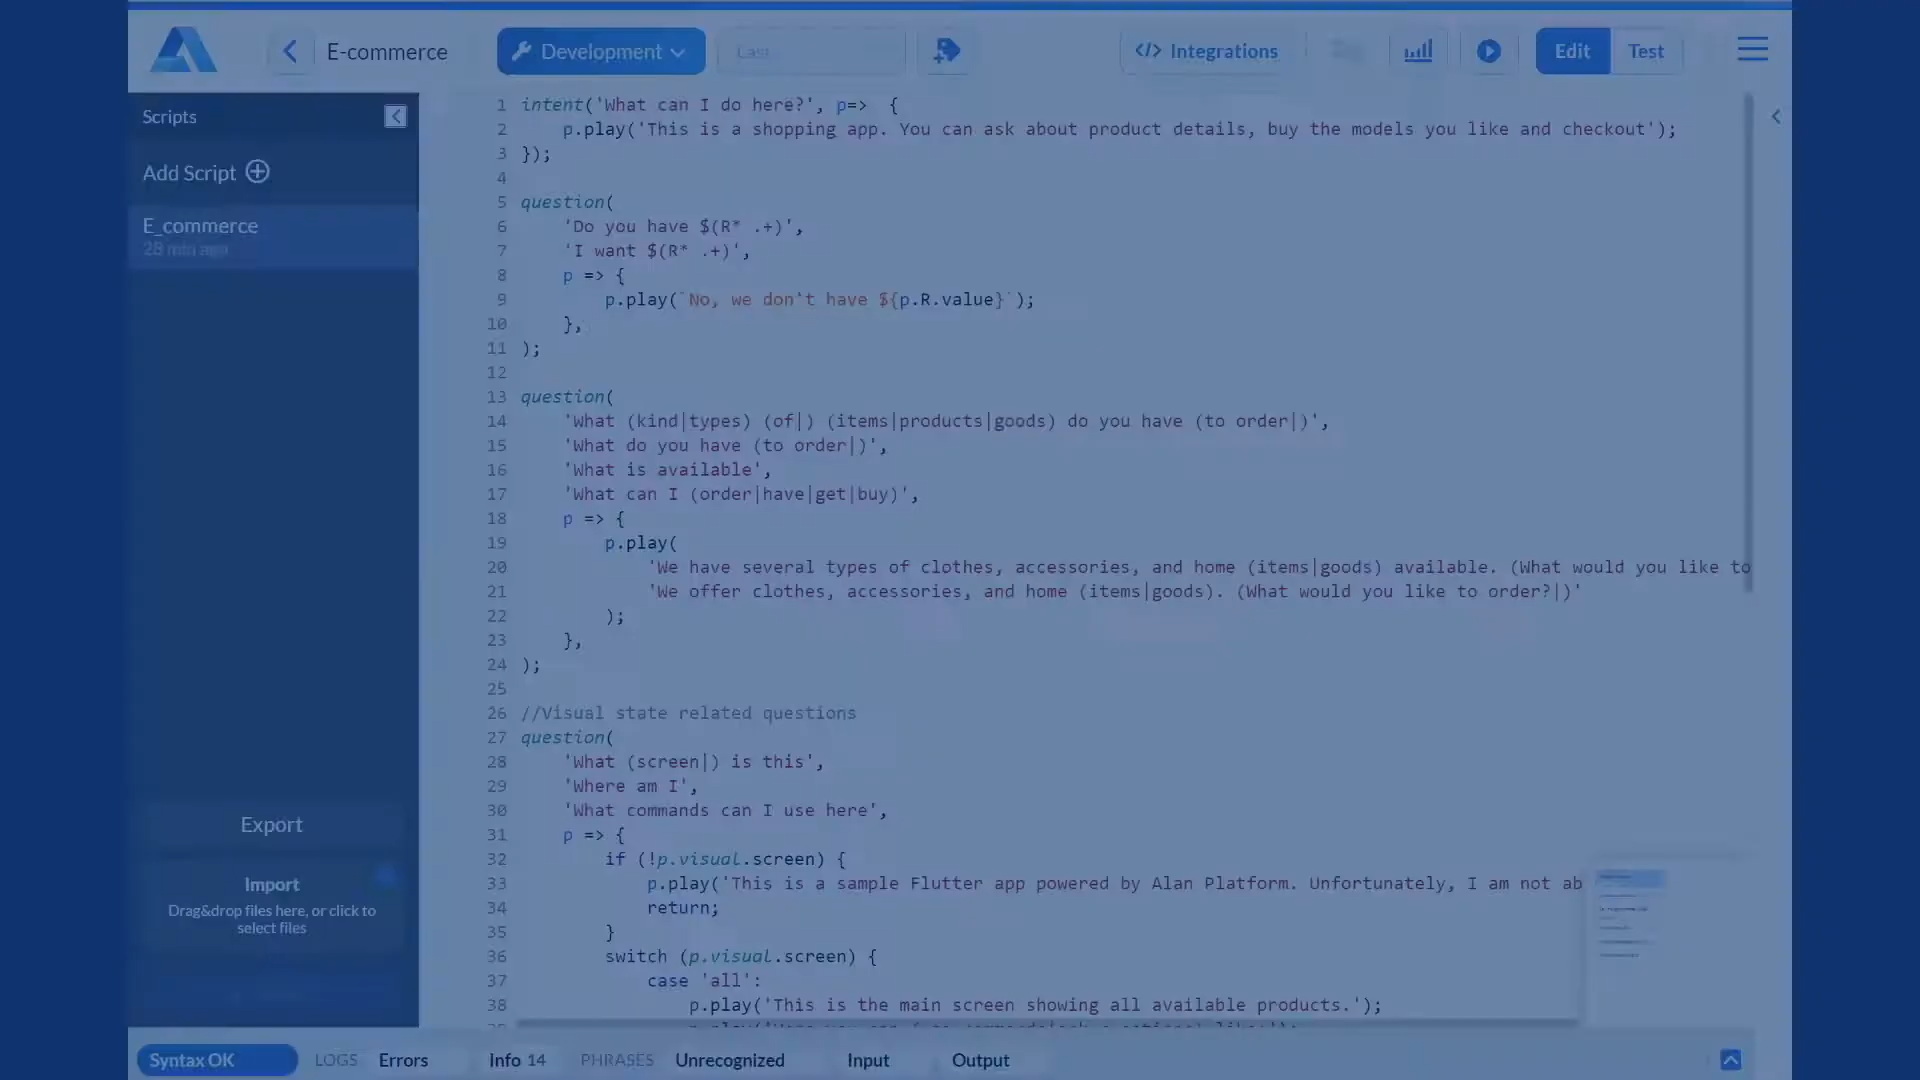 E-commerce
Development
Last
</> Integrations
Edit
Test
Scripts
Add Script
E_commerce
28 min ago
Export
Import
Drag&drop files here, or click to
select files
1 intent('What can I do here?', p=> {
2 p.play('This is a shopping app. You can ask about product details, buy the models you like and checkout');
3 });
4
5 question(
6 'Do you have $(R* .+)',
7 'I want $(R* .+)',
8 p => {
9 p.play(`No, we don't have ${p.R.value}`);
10 },
11 );
12
13 question(
14 'What (kind|types) (of|) (items|products|goods) do you have (to order|)',
15 'What do you have (to order|)',
16 'What is available',
17 'What can I (order|have|get|buy)',
18 p => {
19 p.play(
20 'We have several types of clothes, accessories, and home (items|goods) available. (What would you like to
21 'We offer clothes, accessories, and home (items|goods). (What would you like to order?|)'
22 );
23 },
24 );
25
26 //Visual state related questions
27 question(
28 'What (screen|) is this',
29 'Where am I',
30 'What commands can I use here',
31 p => {
32 if (!p.visual.screen) {
33 p.play('This is a sample Flutter app powered by Alan Platform. Unfortunately, I am not ab
34 return;
35 }
36 switch (p.visual.screen) {
37 case 'all':
38 p.play('This is the main screen showing all available products.');
Syntax OK
LOGS Errors Info 14 PHRASES Unrecognized Input Output